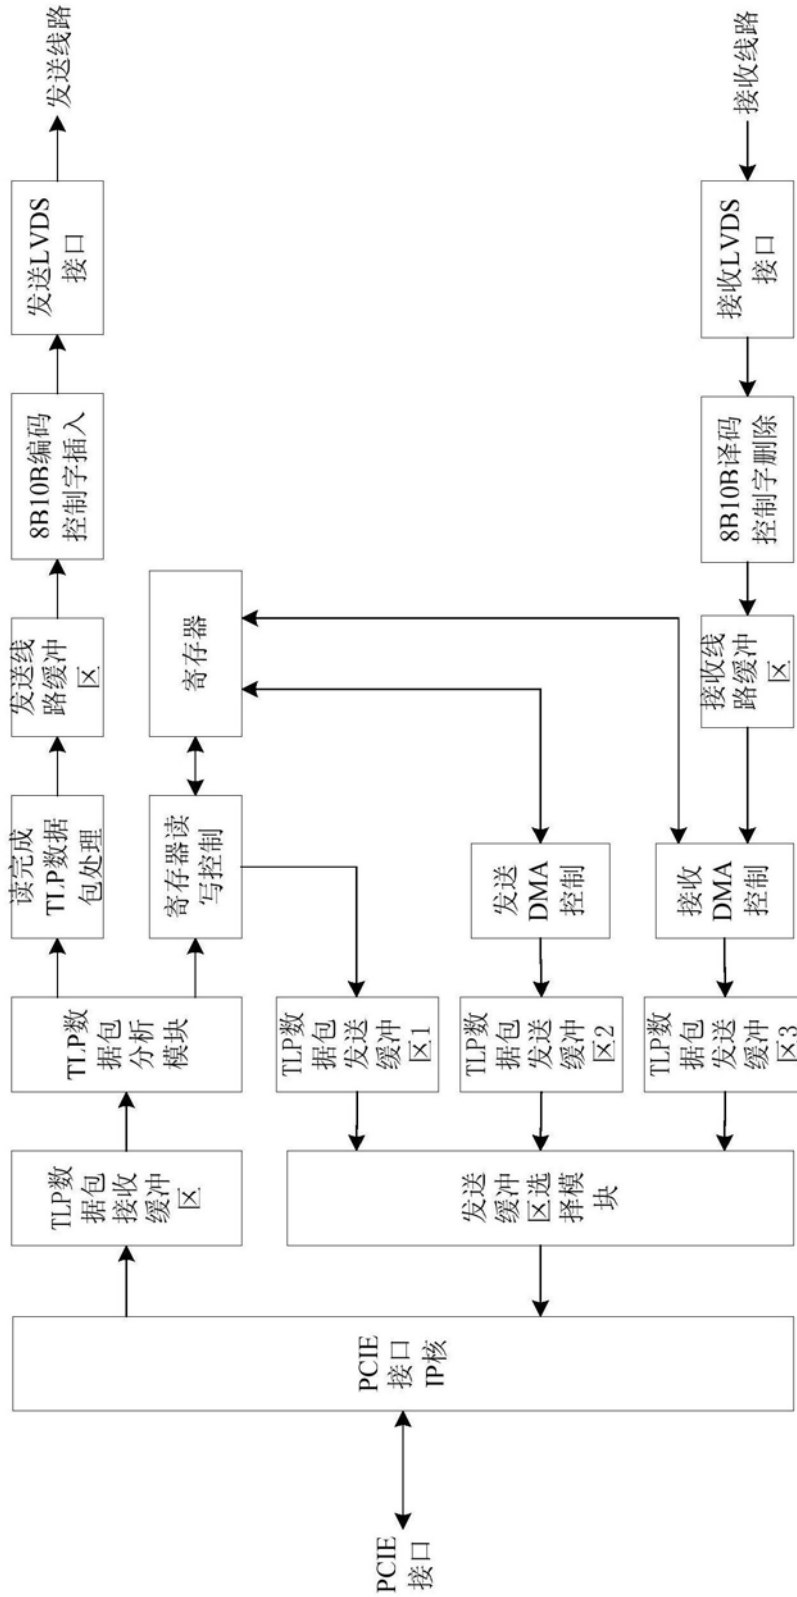 PCIE
接口
PCIE
接口
IP核
TLP数
据包
接收
缓冲
区
TLP数
据包
分析
模块
读完成
TLP数据
包处理
发送线
路缓冲
区
8B10B编码
控制字插入
发送LVDS
接口
发送线路
寄存器读
写控制
寄存器
发送
缓冲
区选
择模
块
TLP数
据包
发送
缓冲
区1
TLP数
据包
发送
缓冲
区2
发送
DMA
控制
TLP数
据包
发送
缓冲
区3
接收
DMA
控制
接收线
路缓冲
区
8B10B译码
控制字删除
接收LVDS
接口
接收线路